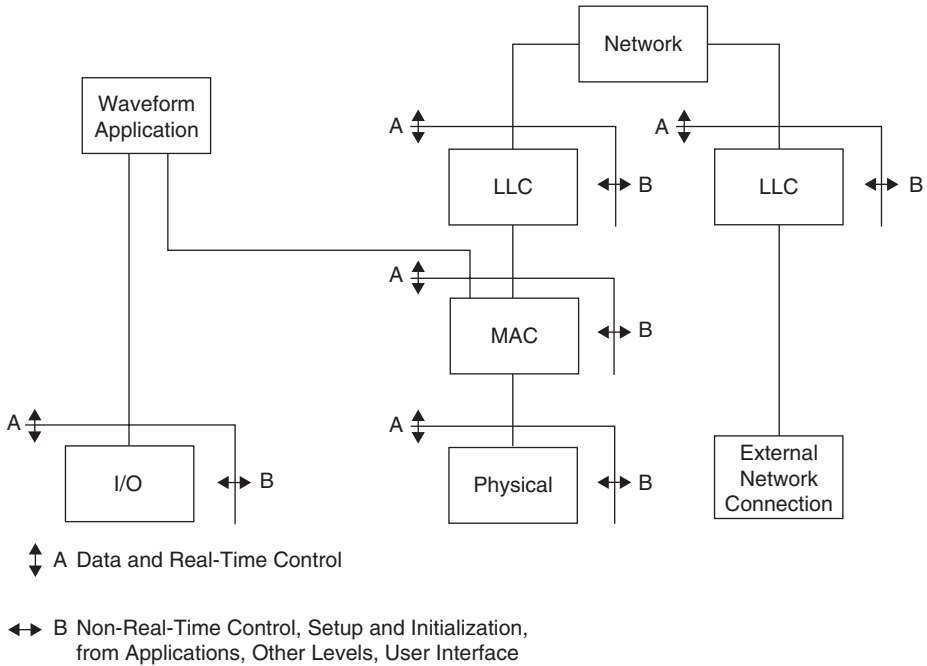 Network
Waveform
Application
A
A
LLC
B
LLC
B
A
MAC
B
A
A
I/O
B
Physical
B
External
Network
Connection
A Data and Real-Time Control
B Non-Real-Time Control, Setup and Initialization,
from Applications, Other Levels, User Interface